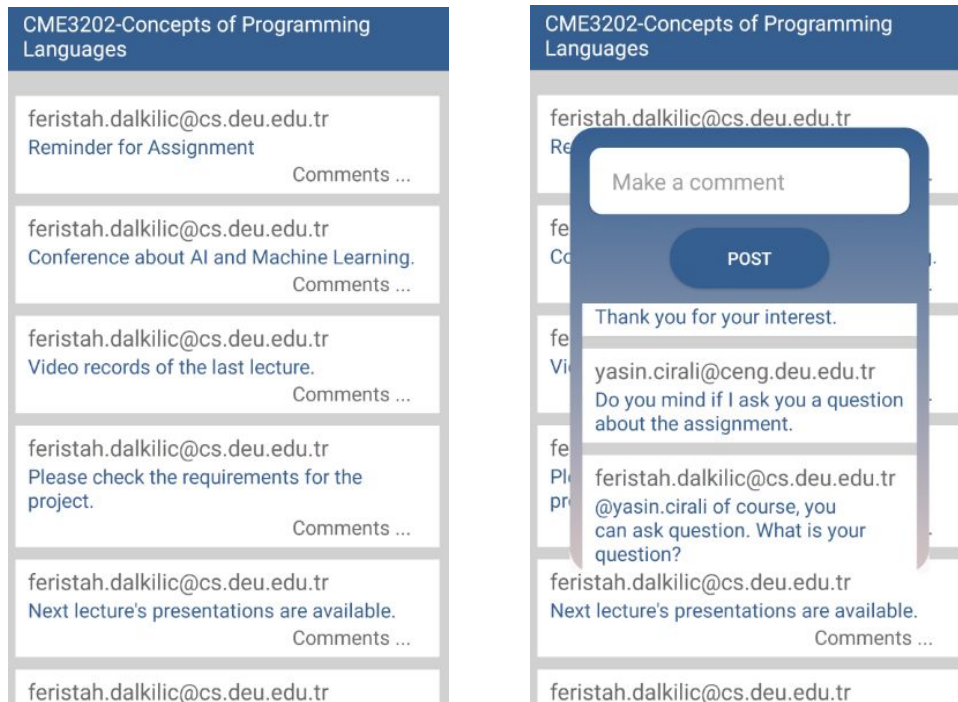 CME3202-Concepts of Programming
Languages
feristah.dalkilic@cs.deu.edu.tr
Reminder for Assignment
Comments ...
feristah.dalkilic@cs.deu.edu.tr
Conference about AI and Machine Learning.
Comments ...
feristah.dalkilic@cs.deu.edu.tr
Video records of the last lecture.
Comments ...
feristah.dalkilic@cs.deu.edu.tr
Please check the requirements for the
project.
Comments ...
feristah.dalkilic@cs.deu.edu.tr
Next lecture's presentations are available.
Comments ...
feristah.dalkilic@cs.deu.edu.tr
CME3202-Concepts of Programming
Languages
feristah.dalkilic@cs.deu.edu.tr
Make a comment
POST
Thank you for your interest.
yasin.cirali@ceng.deu.edu.tr
Do you mind if I ask you a question
about the assignment.
feristah.dalkilic@cs.deu.edu.tr
@yasin.cirali of course, you
can ask question. What is your
question?
feristah.dalkilic@cs.deu.edu.tr
Next lecture's presentations are available.
Comments ...
feristah.dalkilic@cs.deu.edu.tr